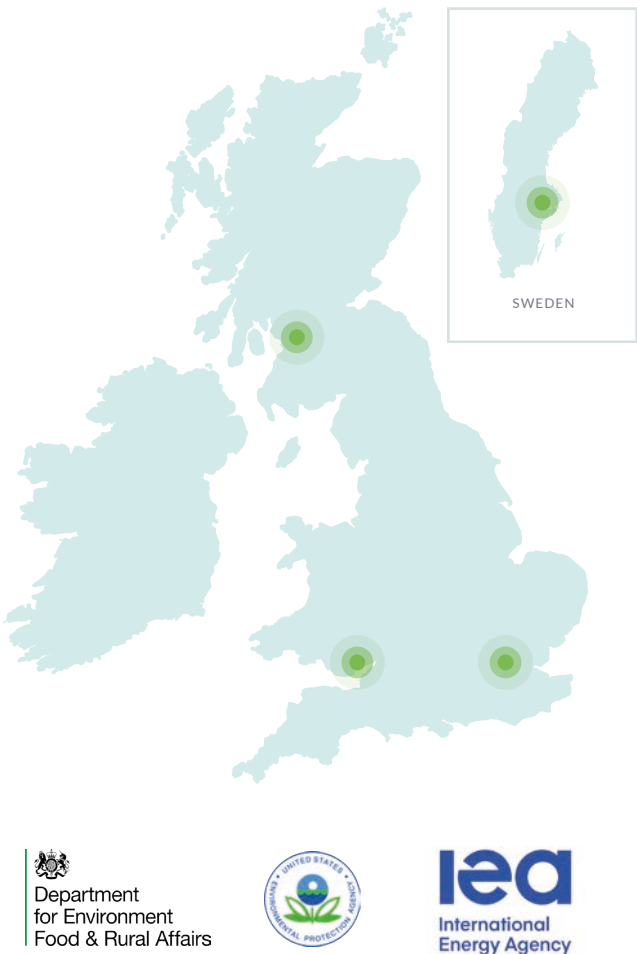 SWEDEN
Department
for Environment
Food & Rural Affairs
UNITED STATES
ENVIRONMENTAL PROTECTION AGENCY
iea
International
Energy Agency